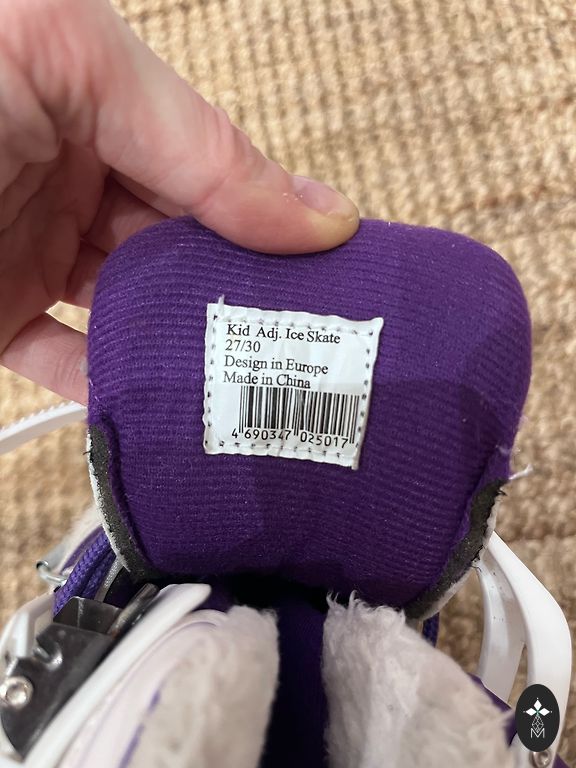 Kid Adj. Ice Skate
27/30
Design in Europe
Made in China
4 690347 025017